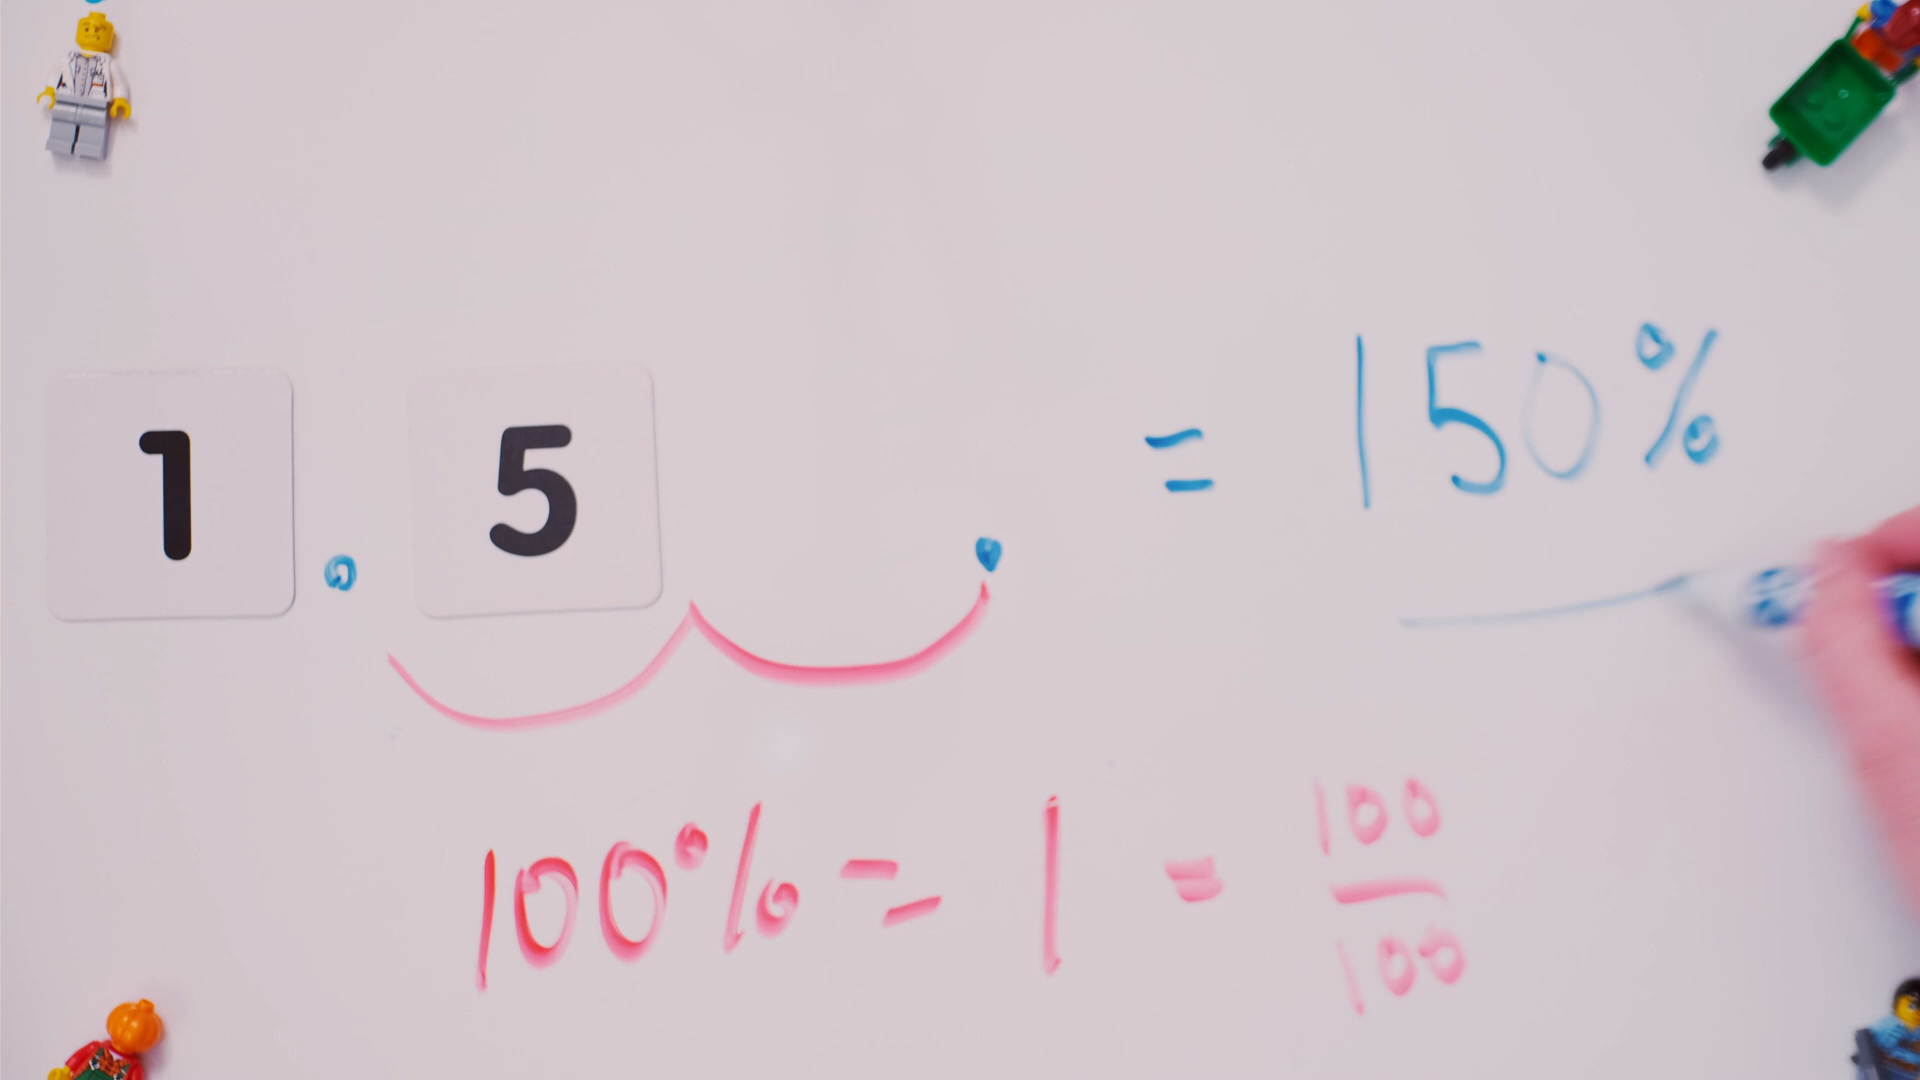 1.5 . = 150%
100% = 1 = 100/100